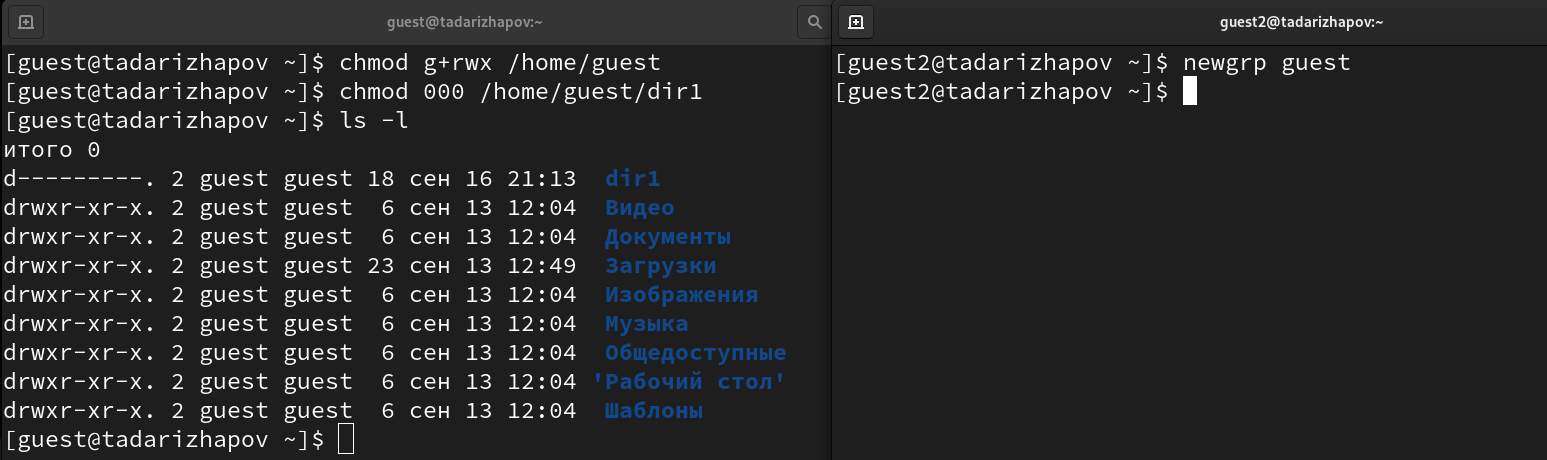 guest@tadarizhapov:~
[guest@tadarizhapov ~]$ chmod g+rwx /home/guest
[guest@tadarizhapov ~]$ chmod 000 /home/guest/dir1
[guest@tadarizhapov ~]$ ls -l
итого 0
d---------. 2 guest guest 18 сен 16 21:13  dir1
drwxr-xr-x. 2 guest guest  6 сен 13 12:04  Видео
drwxr-xr-x. 2 guest guest  6 сен 13 12:04  Документы
drwxr-xr-x. 2 guest guest 23 сен 13 12:49  Загрузки
drwxr-xr-x. 2 guest guest  6 сен 13 12:04  Изображения
drwxr-xr-x. 2 guest guest  6 сен 13 12:04  Музыка
drwxr-xr-x. 2 guest guest  6 сен 13 12:04  Общедоступные
drwxr-xr-x. 2 guest guest  6 сен 13 12:04 'Рабочий стол'
drwxr-xr-x. 2 guest guest  6 сен 13 12:04  Шаблоны
[guest@tadarizhapov ~]$
guest2@tadarizhapov:~
[guest2@tadarizhapov ~]$ newgrp guest
[guest2@tadarizhapov ~]$